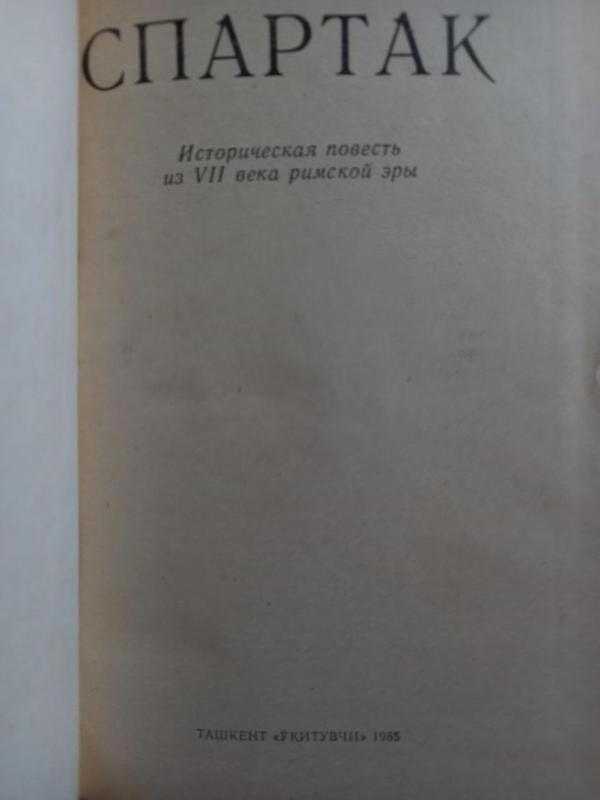 СПАРТАК
Историческая повесть
из VII века римской эры
ТАШКЕНТ «ЎҚИТУВЧИ» 1985